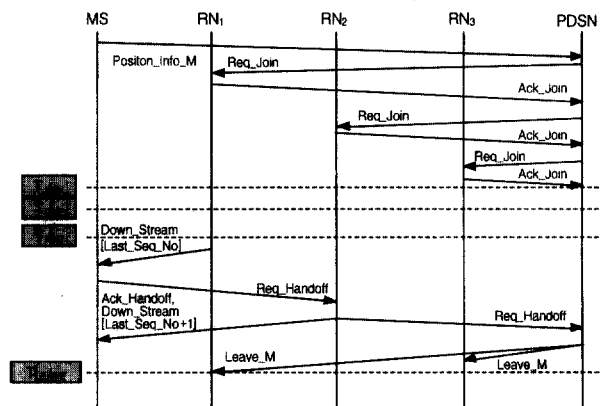 MS RN1 RN2 RN3 PDSN
Positon_Info_M
Req_Join
Ack_Join
Req_Join
Ack_Join
Req_Join
Ack_Join
Down_Stream
[Last_Seq_No]
Req_Handoff
Ack_Handoff,
Down_Stream
[Last_Seq_No+1]
Req_Handoff
Leave_M
Leave_M